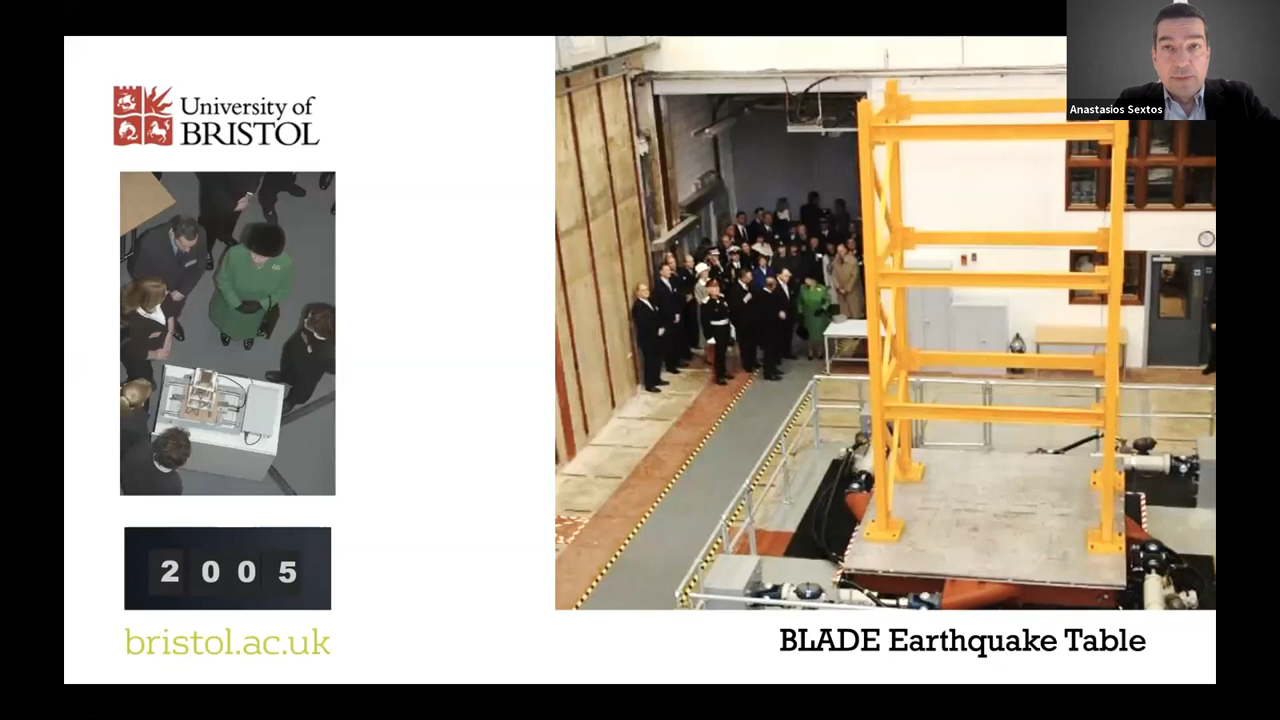 University of
BRISTOL
2005
bristol.ac.uk
BLADE Earthquake Table
Anastasios Sextos